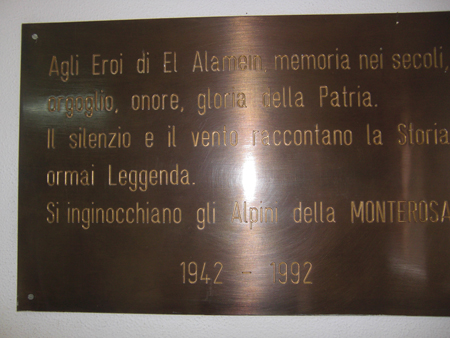 Agli Eroi di El Alamein, memoria nei secoli,
orgoglio, onore, gloria della Patria.
Il silenzio e il vento raccontano la Storia
ormai Leggenda.
Si inginocchiano gli Alpini della MONTEROSA
1942 - 1992